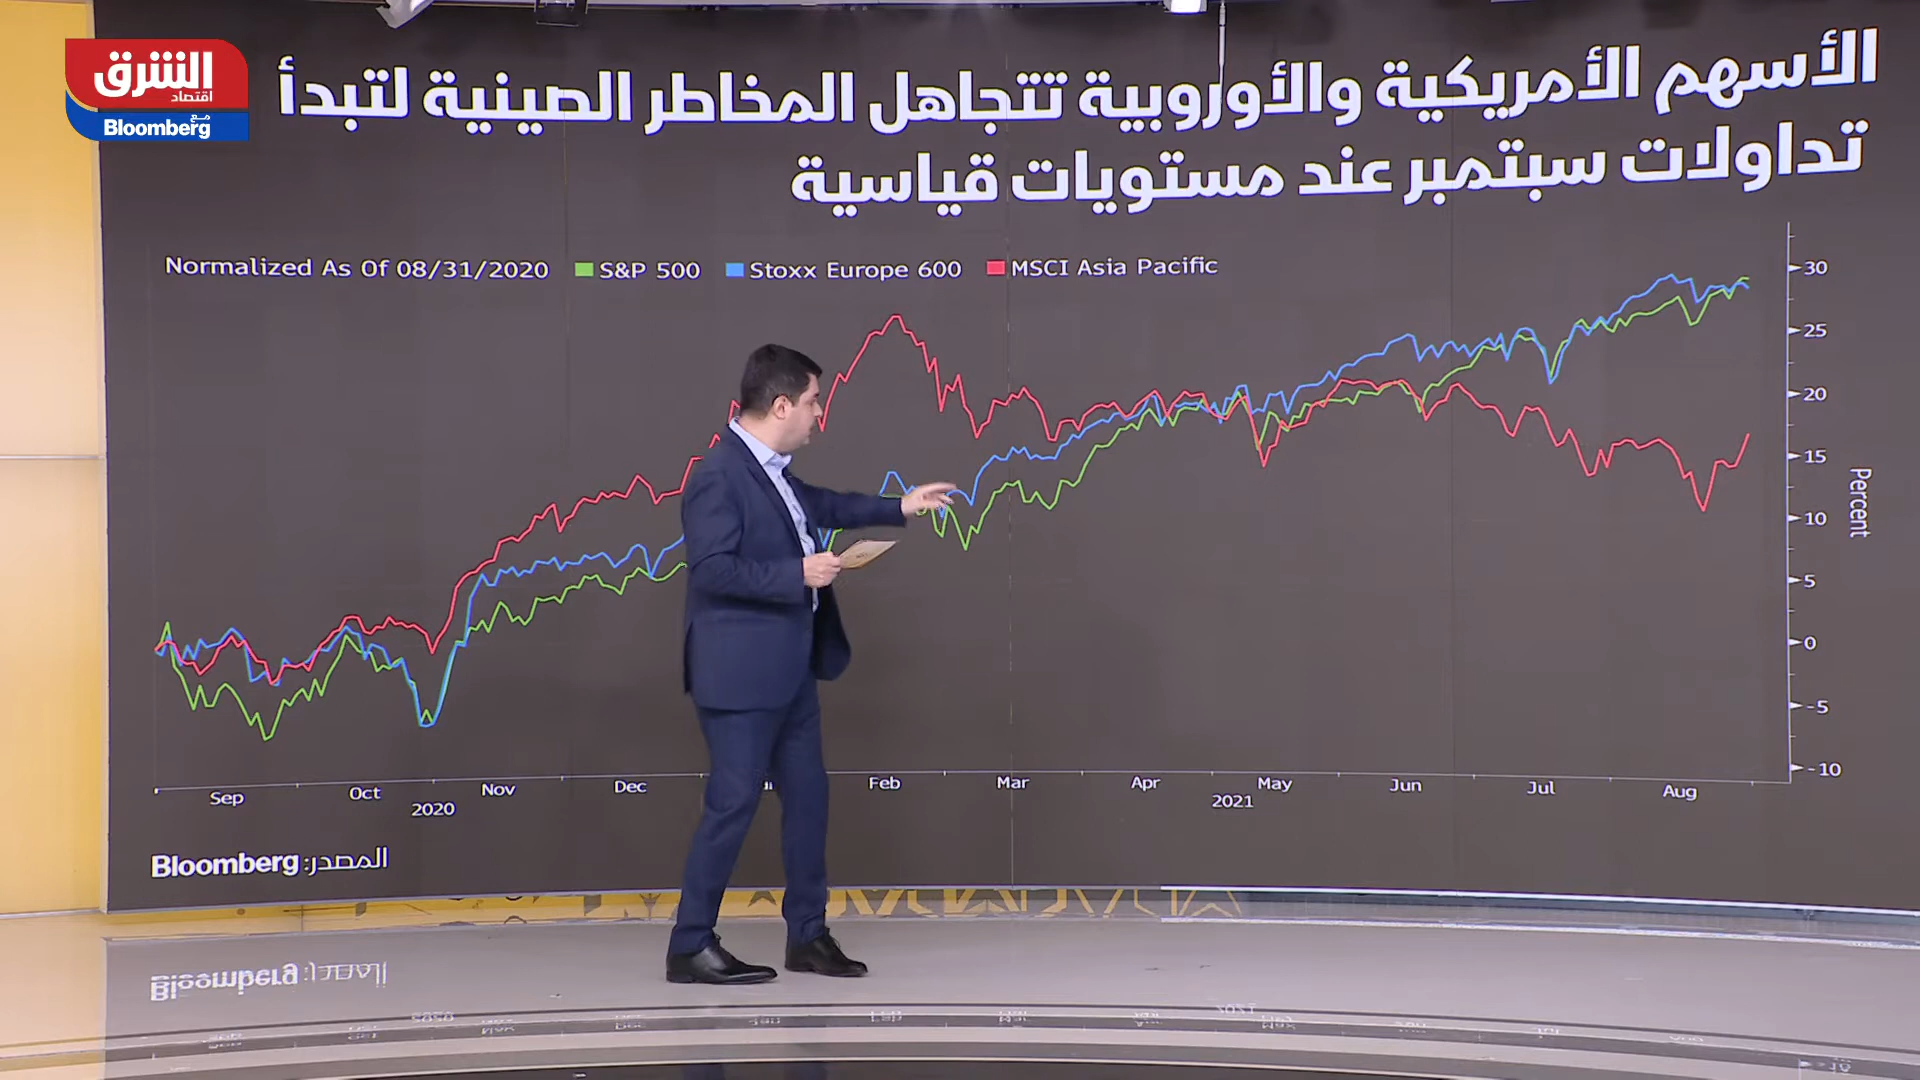 الشرق
اقتصاد
مع
Bloomberg
الأسهم الأمريكية والأوروبية تتجاهل المخاطر الصينية لتبدأ
تداولات سبتمبر عند مستويات قياسية
Normalized As Of 08/31/2020 S&P 500 Stoxx Europe 600 MSCI Asia Pacific
30
25
20
15
10
5
0
-5
-10
Percent
Sep Oct Nov Dec Feb Mar Apr May Jun Jul Aug
2020 2021
المصدر: Bloomberg